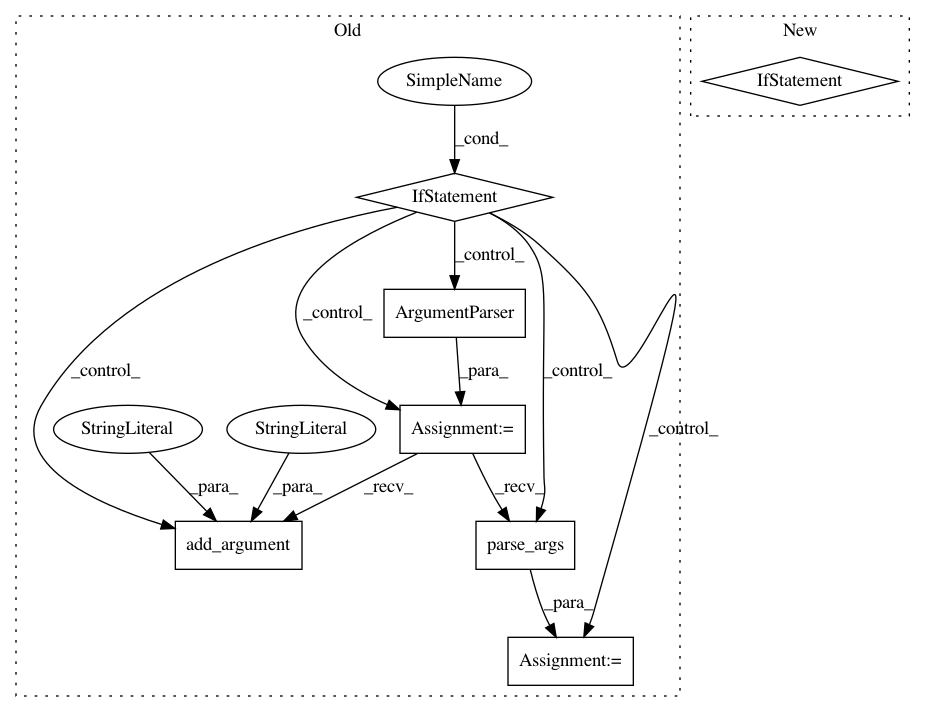 Old
New
SimpleName
IfStatement
_cond_
IfStatement
_control_
ArgumentParser
_control_
_control_
_para_
_control_
_control_
StringLiteral
StringLiteral
Assignment:=
_para_
_para_
_recv_
_recv_
add_argument
parse_args
_para_
Assignment:=